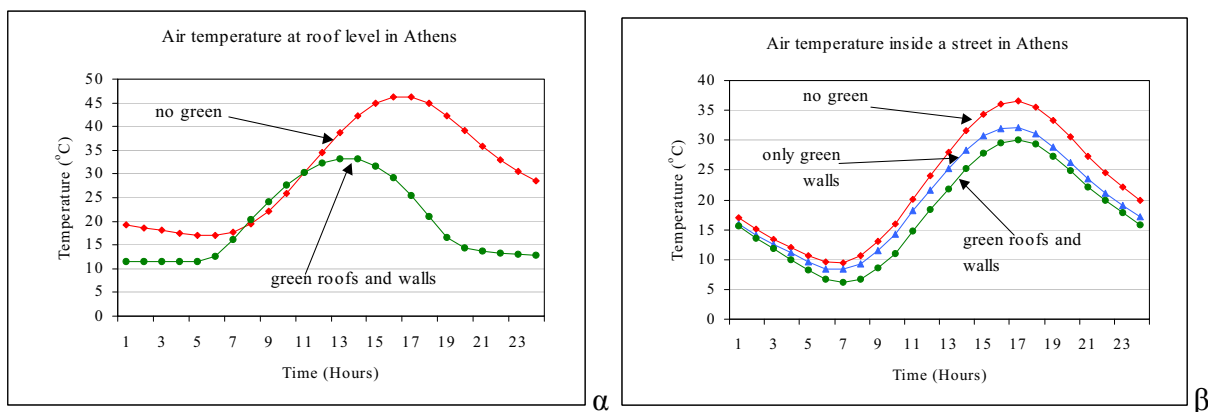 Air temperature at roof level in Athens
Temperature (°C)
50
45
40
35
30
25
20
15
10
5
0
no green
green roofs and walls
1 3 5 7 9 11 13 15 17 19 21 23
Time (Hours)
α
Air temperature inside a street in Athens
Temperature (°C)
40
35
30
25
20
15
10
5
0
no green
only green
walls
green roofs and
walls
1 3 5 7 9 11 13 15 17 19 21 23
Time (Hours)
β